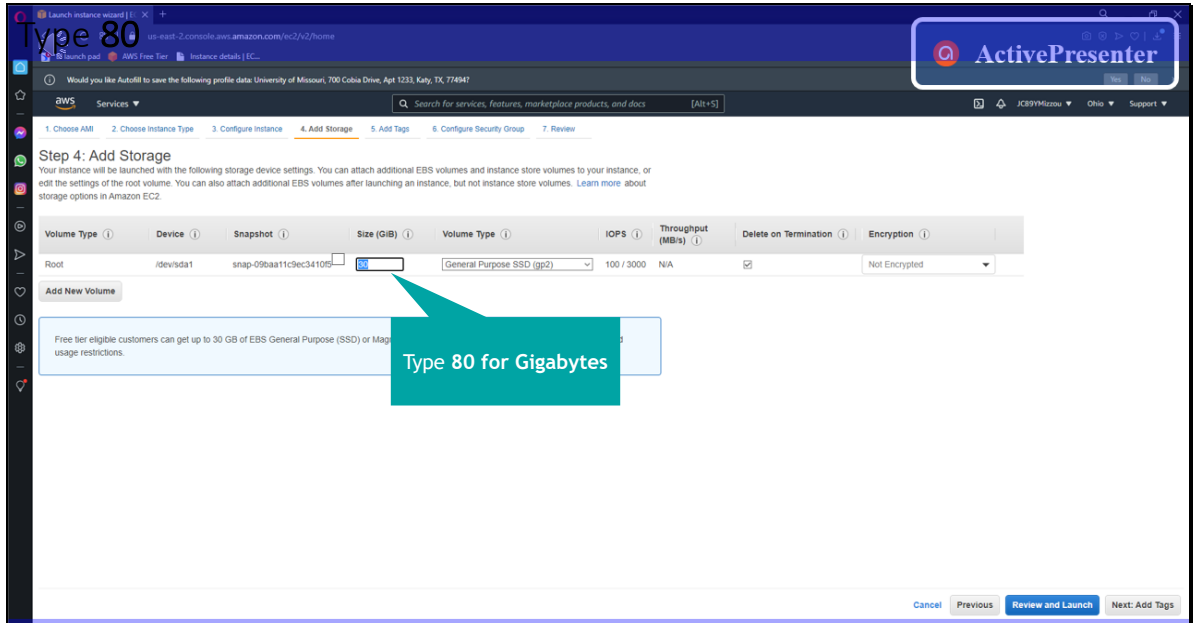 Launch instance wizard | EC
Type 80
us-east-2.console.aws.amazon.com/ec2/v2/home
launch pad
AWS Free Tier
Instance details | EC...
ActivePresenter
Would you like Autofill to save the following profile data: University of Missouri, 700 Cobia Drive, Apt 1233, Katy, TX, 77494?
Yes
No
aws
Services
Search for services, features, marketplace products, and docs
[Alt+S]
JC89YMizzou
Ohio
Support
1. Choose AMI
2. Choose Instance Type
3. Configure Instance
4. Add Storage
5. Add Tags
6. Configure Security Group
7. Review
Step 4: Add Storage
Your instance will be launched with the following storage device settings. You can attach additional EBS volumes and instance store volumes to your instance, or
edit the settings of the root volume. You can also attach additional EBS volumes after launching an instance, but not instance store volumes. Learn more about
storage options in Amazon EC2.
Volume Type
Device
Snapshot
Size (GiB)
Volume Type
IOPS
Throughput
(MB/s)
Delete on Termination
Encryption
Root
/dev/sda1
snap-09baa11c9ec3410f5
30
General Purpose SSD (gp2)
100 / 3000
N/A
Not Encrypted
Add New Volume
Free tier eligible customers can get up to 30 GB of EBS General Purpose (SSD) or
usage restrictions.
Type 80 for Gigabytes
Cancel
Previous
Review and Launch
Next: Add Tags